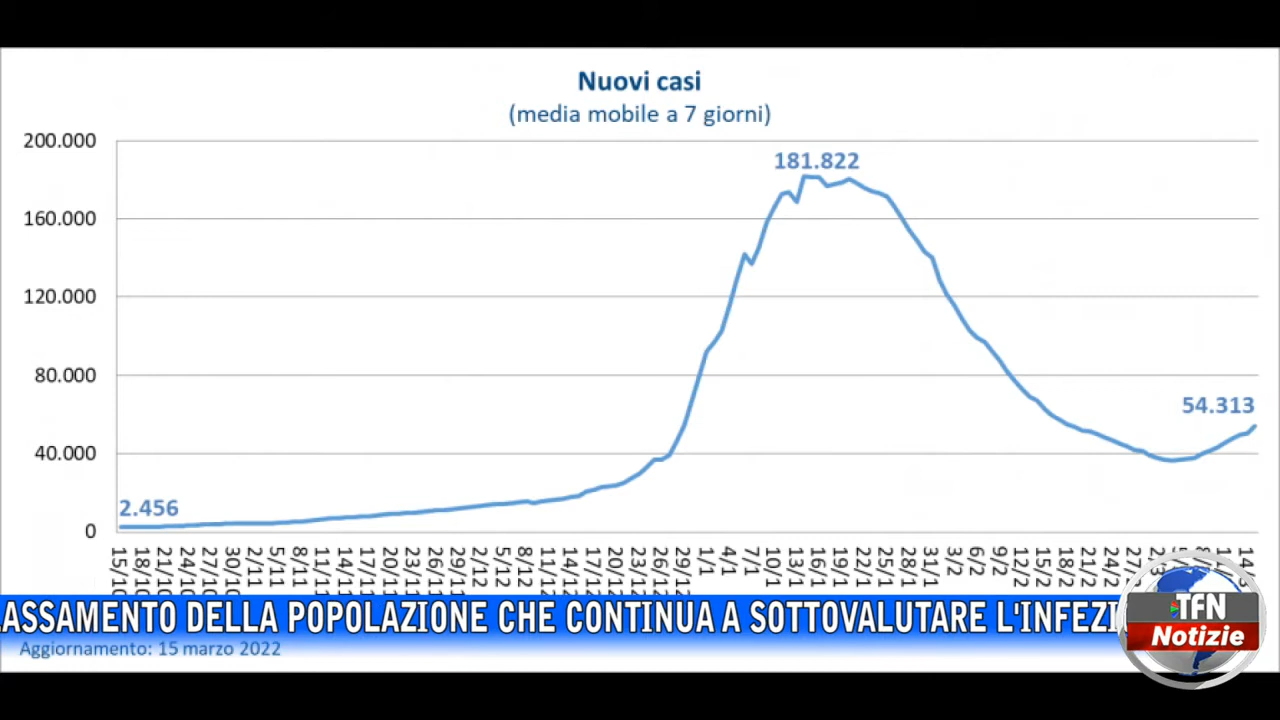 Nuovi casi
(media mobile a 7 giorni)
200.000
160.000
120.000
80.000
40.000
0
181.822
54.313
2.456
15/10 18/10 21/10 24/10 27/10 30/10 2/11 5/11 8/11 11/11 14/11 17/11 20/11 23/11 26/11 29/11 2/12 5/12 8/12 11/12 14/12 17/12 20/12 23/12 26/12 29/12 1/1 4/1 7/1 10/1 13/1 16/1 19/1 22/1 25/1 28/1 31/1 3/2 6/2 9/2 12/2 15/2 18/2 21/2 24/2 27/2
DELLA POPOLAZIONE CHE CONTINUA A SOTTOVALUTARE
TFN
Notizie
Aggiornamento: 15 marzo 2022